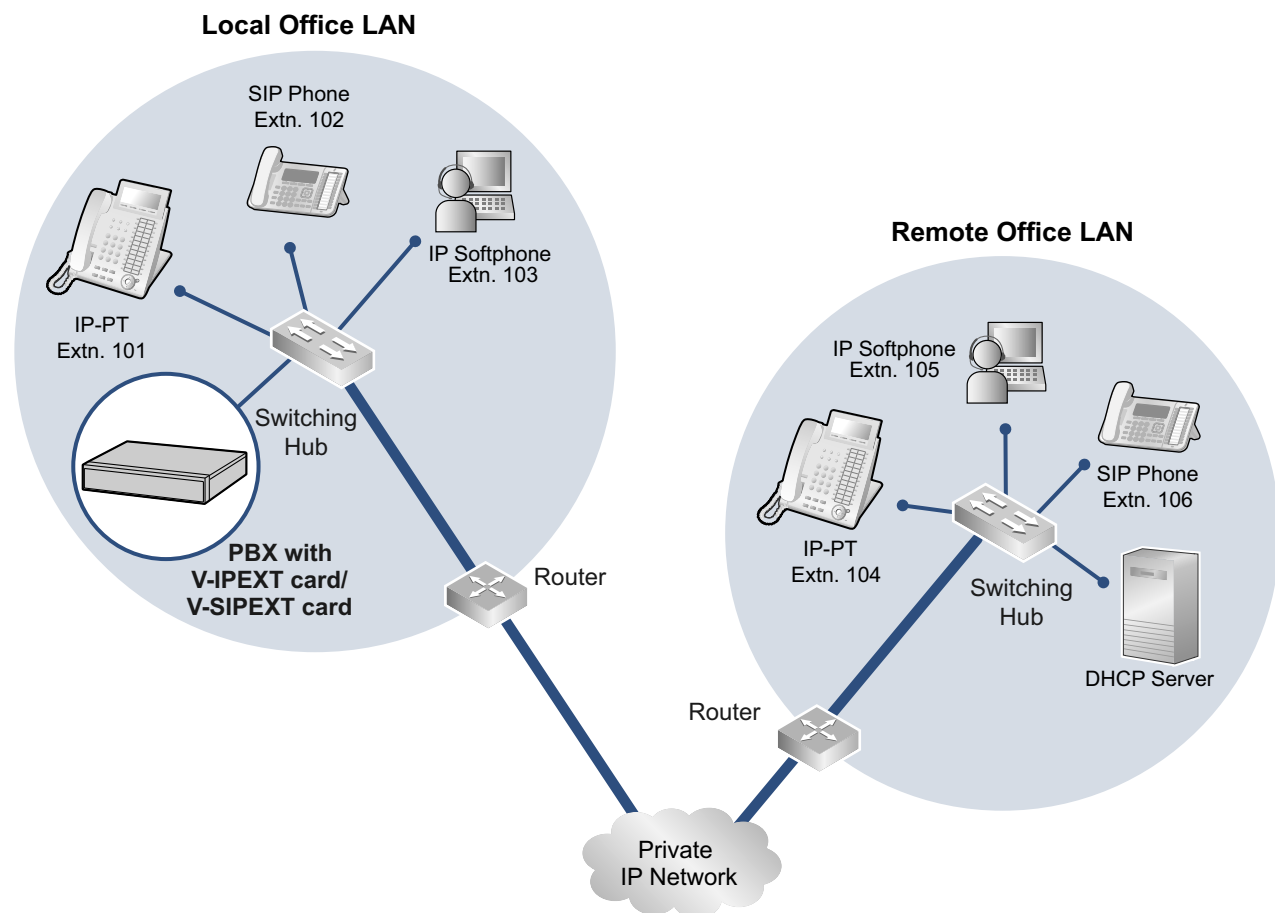 Local Office LAN
SIP Phone
Extn. 102
IP Softphone
Extn. 103
IP-PT
Extn. 101
Switching
Hub
PBX with
V-IPEXT card/
V-SIPEXT card
Router
Remote Office LAN
IP Softphone
Extn. 105
SIP Phone
Extn. 106
IP-PT
Extn. 104
Switching
Hub
DHCP Server
Router
Private
IP Network